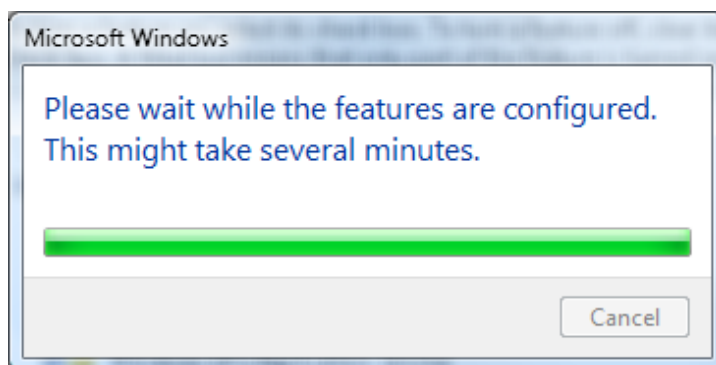 Microsoft Windows
Please wait while the features are configured.
This might take several minutes.
Cancel